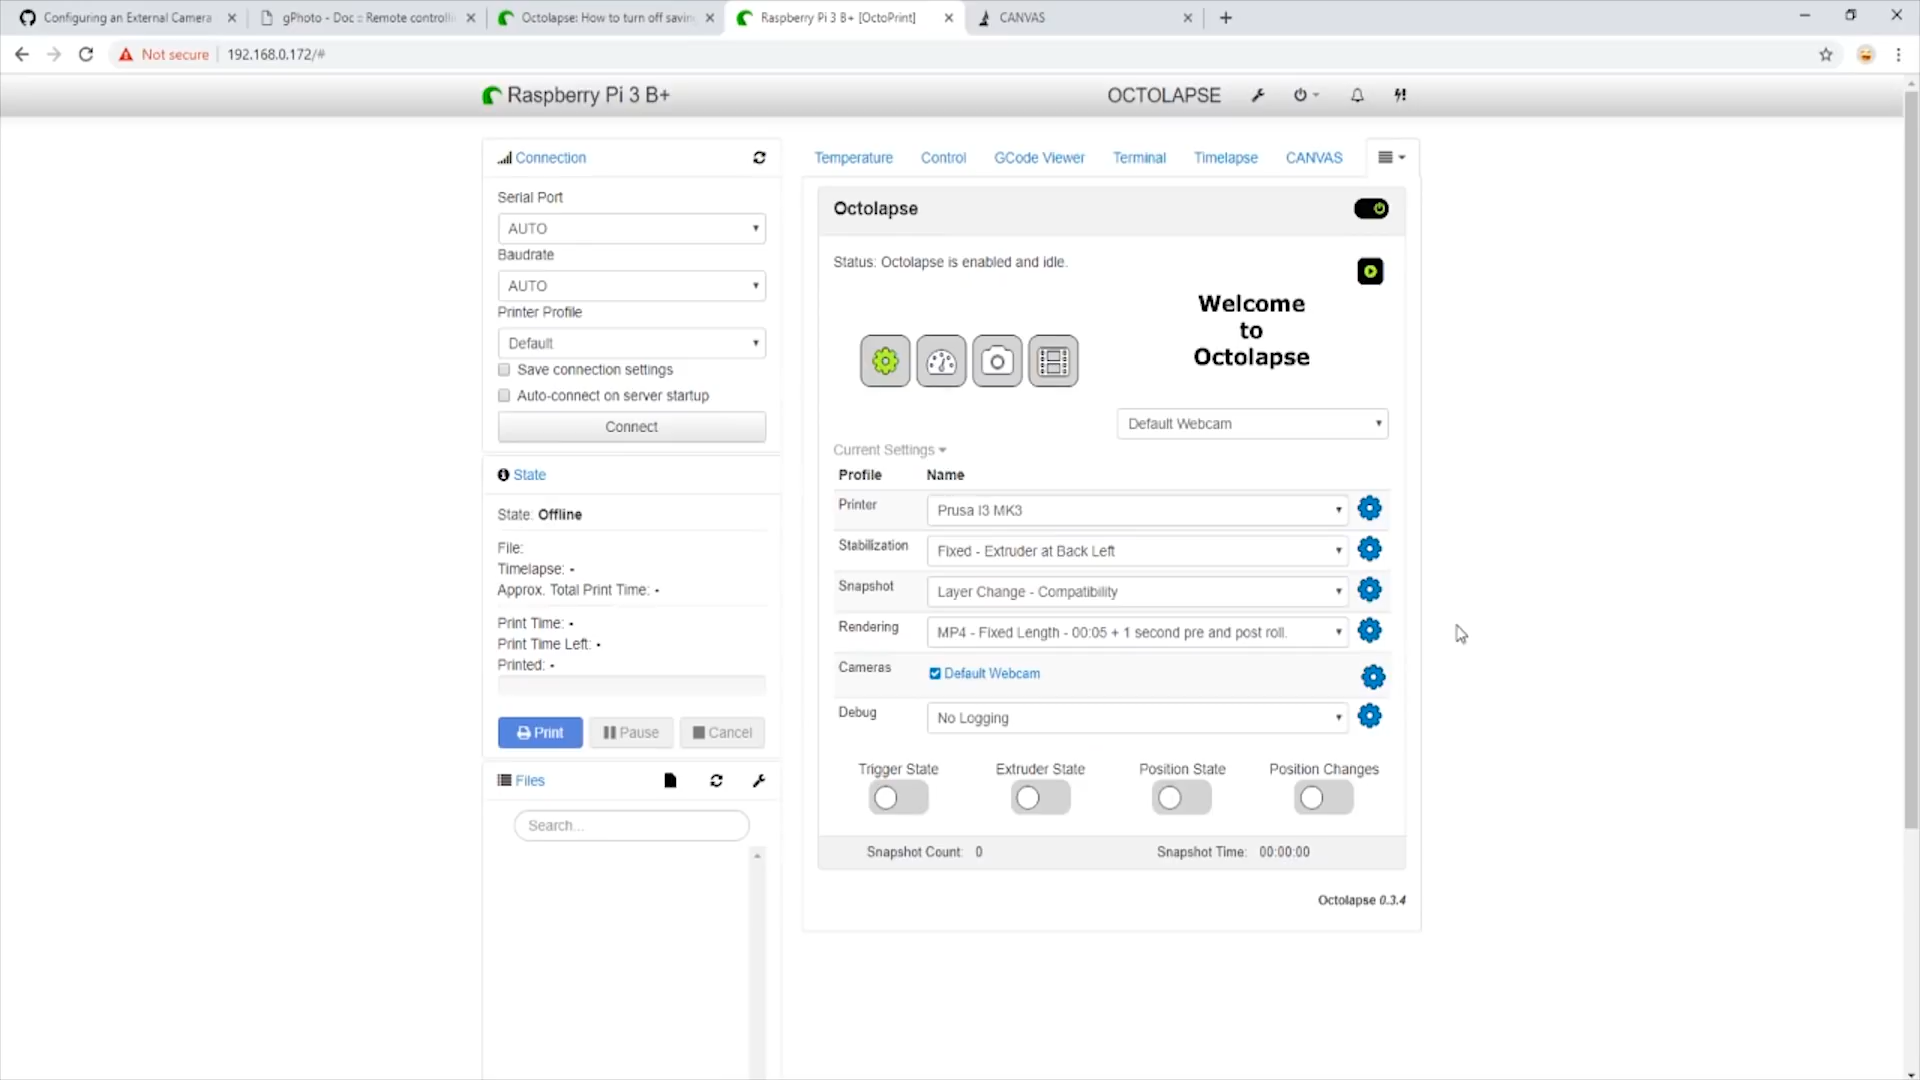 Configuring an External Camera
gPhoto - Doc :: Remote controlli
Octolapse: How to turn off savin
Raspberry Pi 3 B+ [OctoPrint]
CANVAS
Not secure
192.168.0.172/#
Raspberry Pi 3 B+
OCTOLAPSE
Connection
Serial Port
AUTO
Baudrate
AUTO
Printer Profile
Default
Save connection settings
Auto-connect on server startup
Connect
State
State: Offline
File:
Timelapse: -
Approx. Total Print Time: -
Print Time: -
Print Time Left: -
Printed: -
Print
Pause
Cancel
Files
Search...
Temperature
Control
GCode Viewer
Terminal
Timelapse
CANVAS
Octolapse
Status: Octolapse is enabled and idle.
Welcome
to
Octolapse
Default Webcam
Current Settings
Profile
Name
Printer
Prusa I3 MK3
Stabilization
Fixed - Extruder at Back Left
Snapshot
Layer Change - Compatibility
Rendering
MP4 - Fixed Length - 00:05 + 1 second pre and post roll.
Cameras
Default Webcam
Debug
No Logging
Trigger State
Extruder State
Position State
Position Changes
Snapshot Count: 0
Snapshot Time: 00:00:00
Octolapse 0.3.4